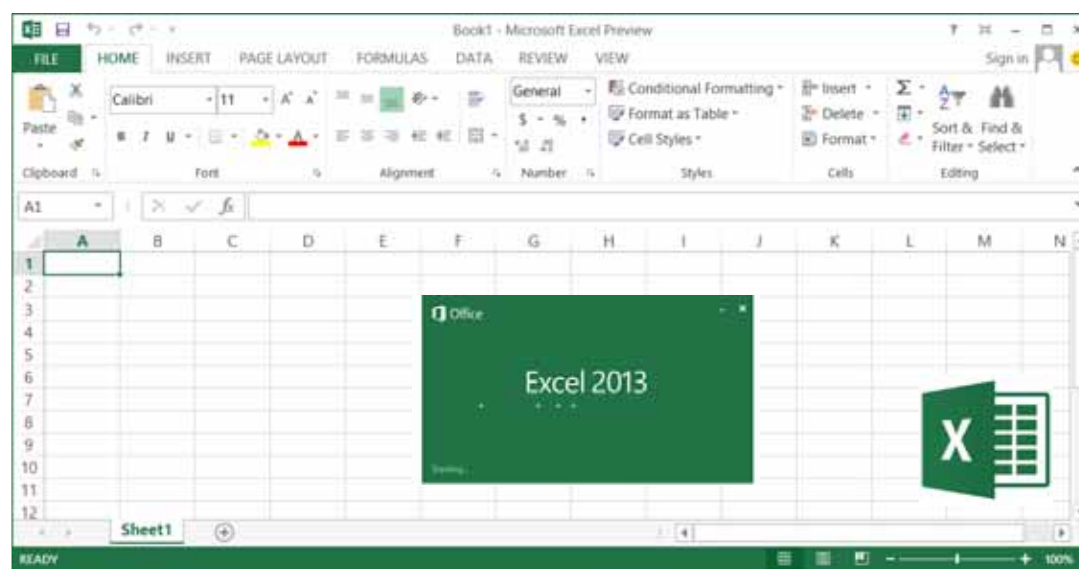 Book1 - Microsoft Excel Preview
FILE HOME INSERT PAGE LAYOUT FORMULAS DATA REVIEW VIEW Sign in
Calibri 11 General Conditional Formatting Insert
Paste Format as Table Delete Sort & Find &
B I U $ % Cell Styles Format Filter Select
Clipboard Font Alignment Number Styles Cells Editing
A1 fx
A B C D E F G H I J K L M N
1
2
3
4
5
6
7
8
9
10
11
12
Office
Excel 2013
Starting...
X
Sheet1
READY 100%